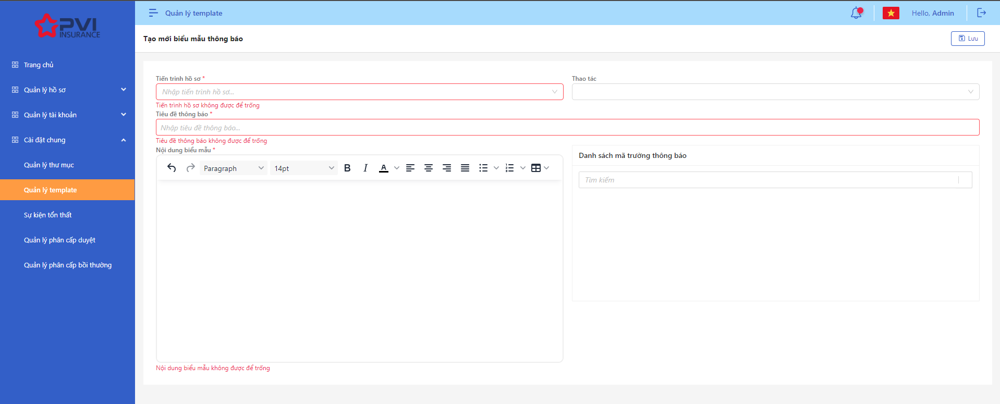 PVI
INSURANCE
Trang chủ
Quản lý hồ sơ
Quản lý tài khoản
Cài đặt chung
Quản lý thư mục
Quản lý template
Sự kiện tổn thất
Quản lý phân cấp duyệt
Quản lý phân cấp bồi thường
Quản lý template
Hello, Admin
Tạo mới biểu mẫu thông báo
Lưu
Tiến trình hồ sơ *
Nhập tiến trình hồ sơ...
Tiến trình hồ sơ không được để trống
Thao tác
Tiêu đề thông báo *
Nhập tiêu đề thông báo...
Tiêu đề thông báo không được để trống
Nội dung biểu mẫu *
Paragraph
14pt
Nội dung biểu mẫu không được để trống
Danh sách mã trường thông báo
Tìm kiếm